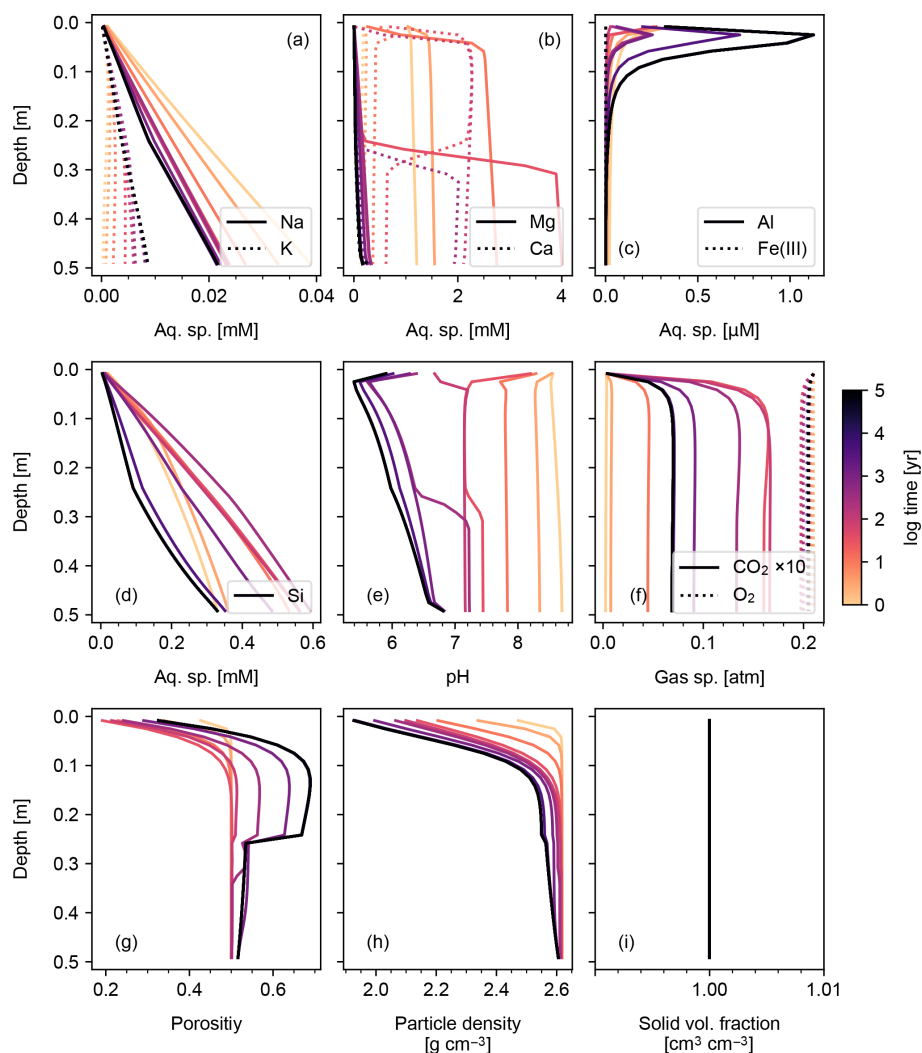 0.0
0.1
0.2
0.3
0.4
0.5
Depth [m]
(a)
Na
K
0.00
0.02
0.04
Aq. sp. [mM]
(b)
Mg
Ca
0
2
4
Aq. sp. [mM]
(c)
Al
Fe(III)
0.0
0.5
1.0
Aq. sp. [μM]
0.0
0.1
0.2
0.3
0.4
0.5
Depth [m]
(d)
Si
0.0
0.2
0.4
0.6
Aq. sp. [mM]
(e)
6
7
8
pH
(f)
CO₂ ×10
O₂
0.0
0.1
0.2
Gas sp. [atm]
5
4
3
2
1
0
log time [yr]
0.0
0.1
0.2
0.3
0.4
0.5
Depth [m]
(g)
0.2
0.4
0.6
Porositiy
(h)
2.0
2.2
2.4
2.6
Particle density
[g cm⁻³]
(i)
1.00
1.01
Solid vol. fraction
[cm³ cm⁻³]